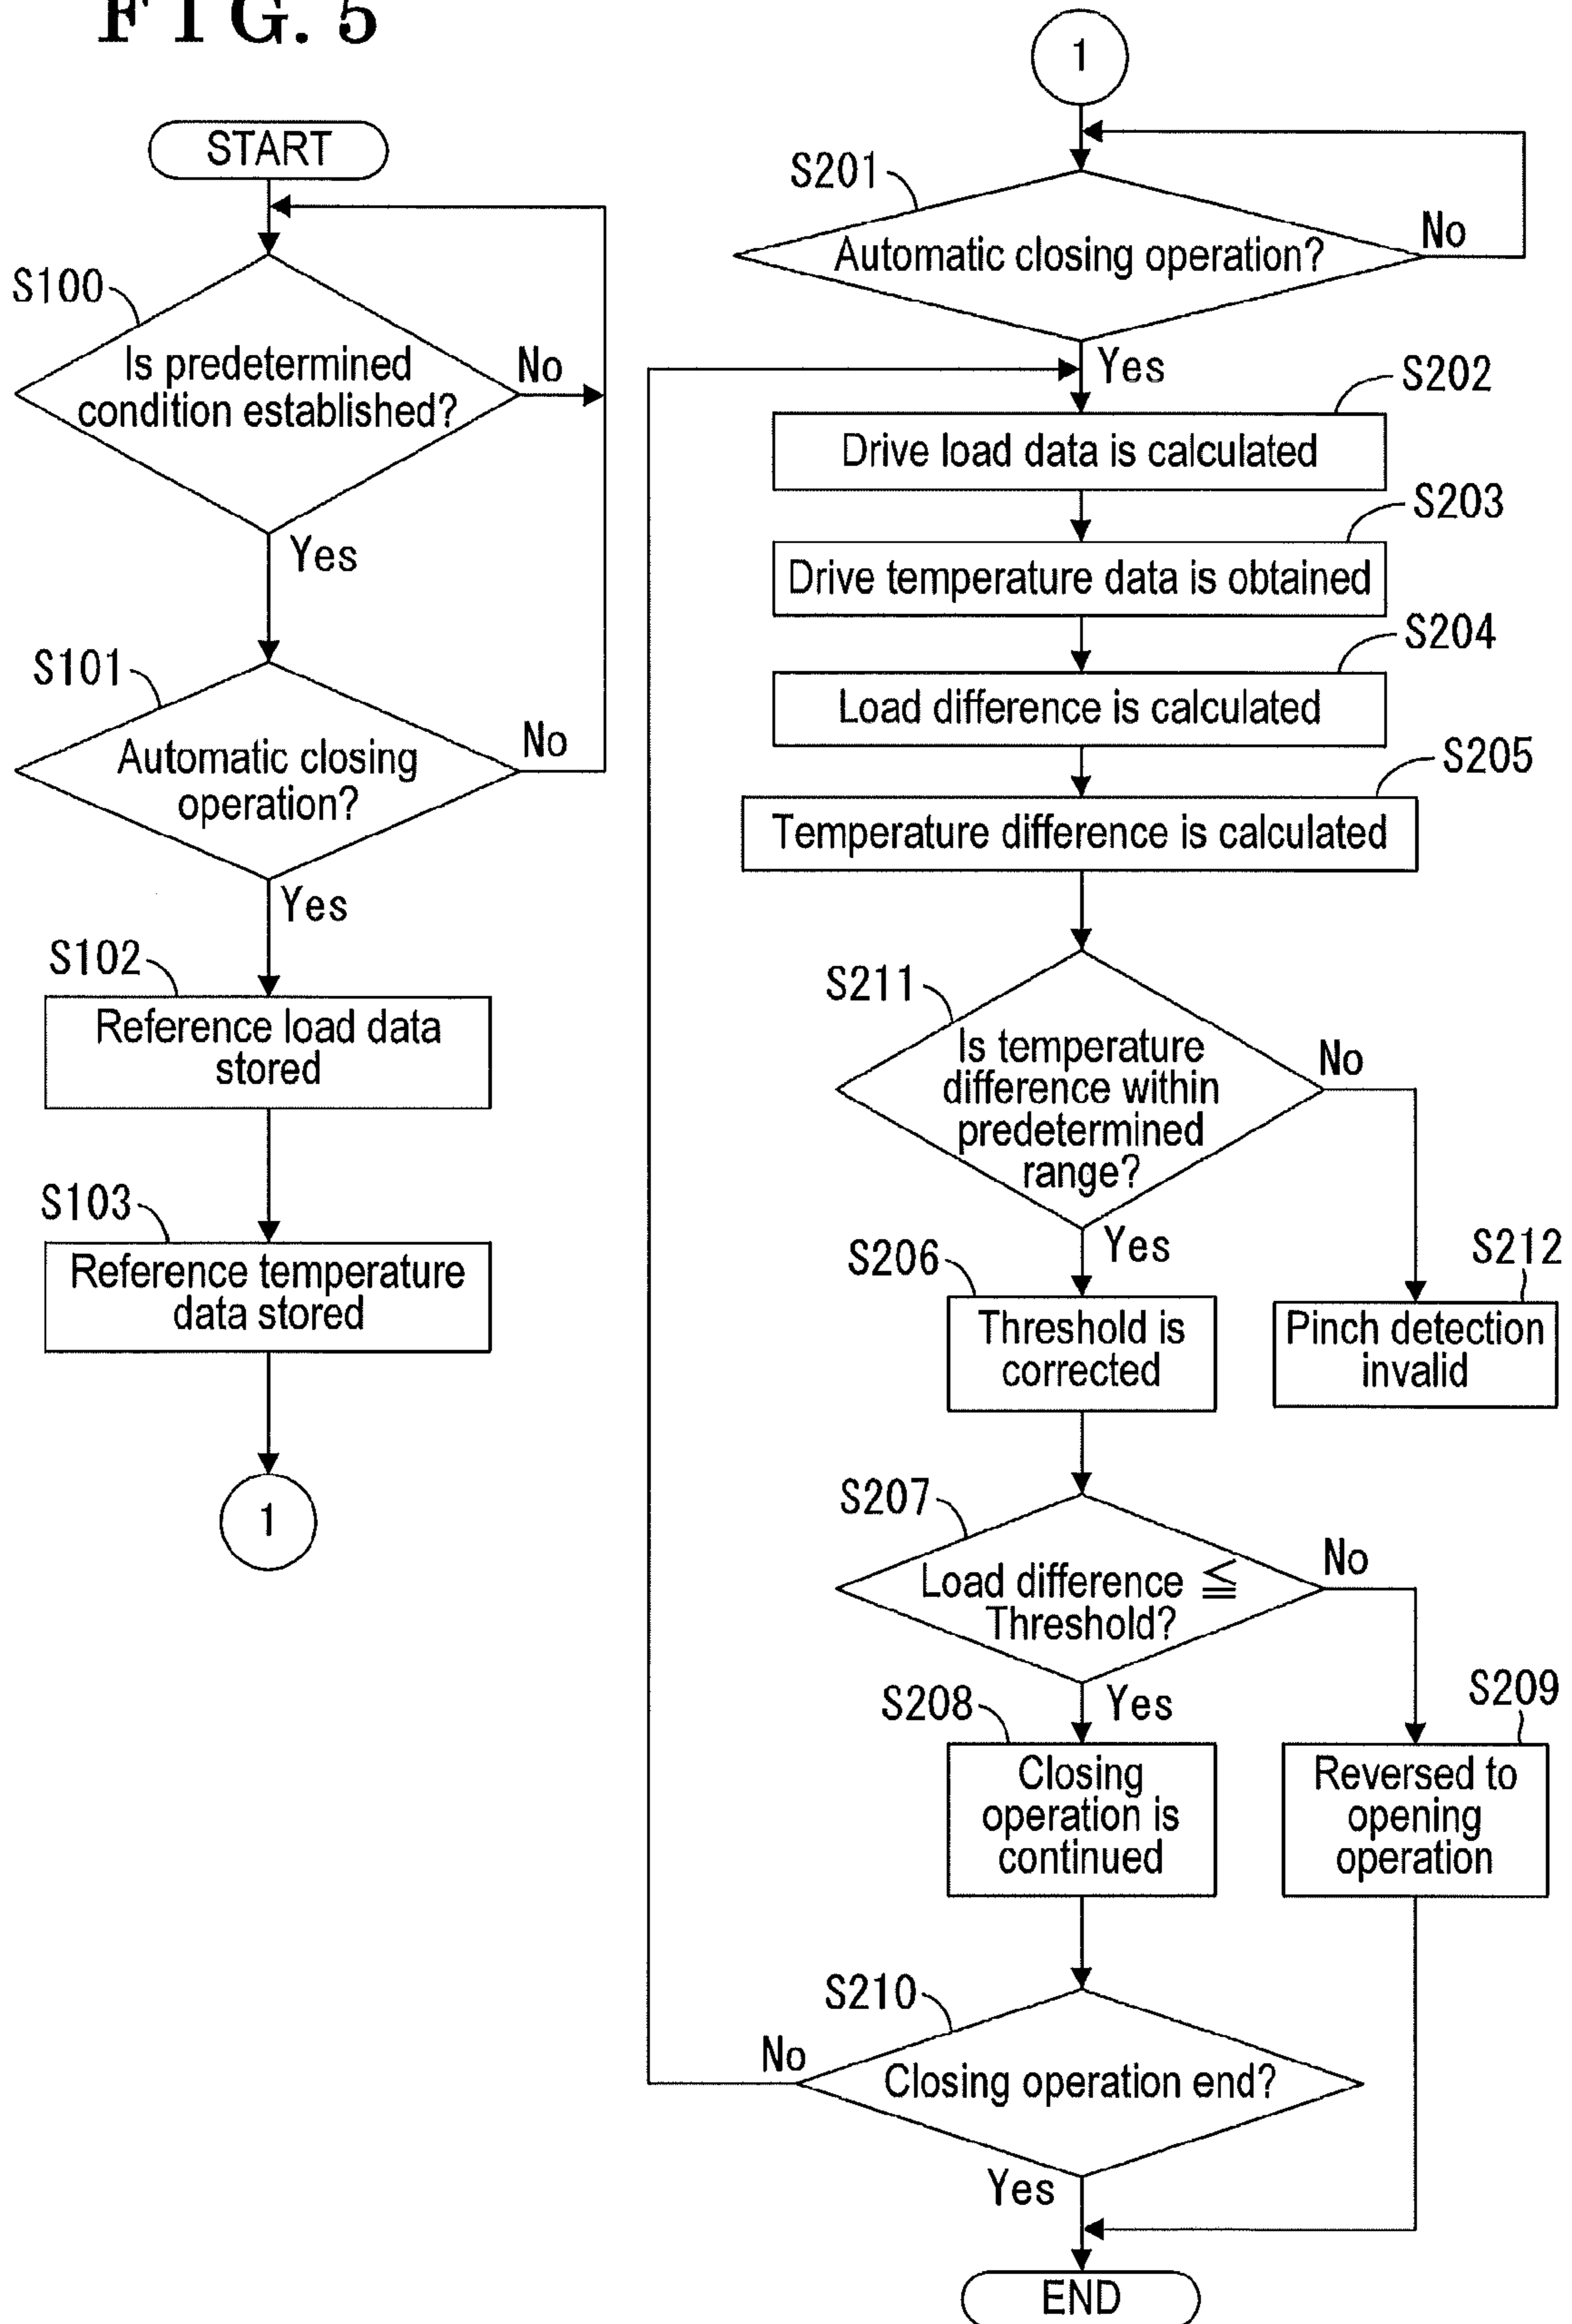 FIG. 5
START
S100
Is predetermined
condition established?
No
Yes
S101
Automatic closing
operation?
No
Yes
S102
Reference load data
stored
S103
Reference temperature
data stored
1
1
S201
Automatic closing operation?
No
Yes
S202
Drive load data is calculated
S203
Drive temperature data is obtained
S204
Load difference is calculated
S205
Temperature difference is calculated
S211
Is temperature
difference within
predetermined
range?
No
Yes
S206
Threshold is
corrected
S212
Pinch detection
invalid
S207
Load difference ≦
Threshold?
No
Yes
S208
Closing
operation is
continued
S209
Reversed to
opening
operation
S210
No
Closing operation end?
Yes
END